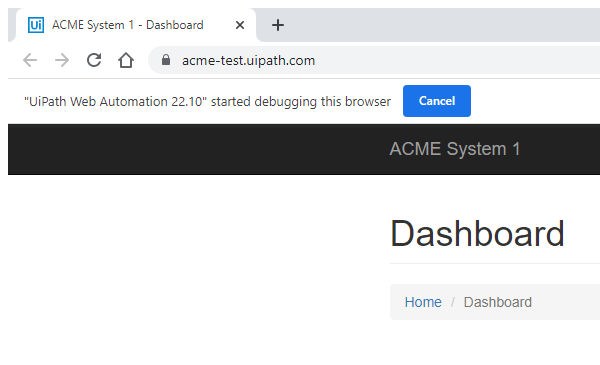 Ui ACME System 1 - Dashboard
acme-test.uipath.com
"UiPath Web Automation 22.10" started debugging this browser Cancel
ACME System 1
Dashboard
Home / Dashboard